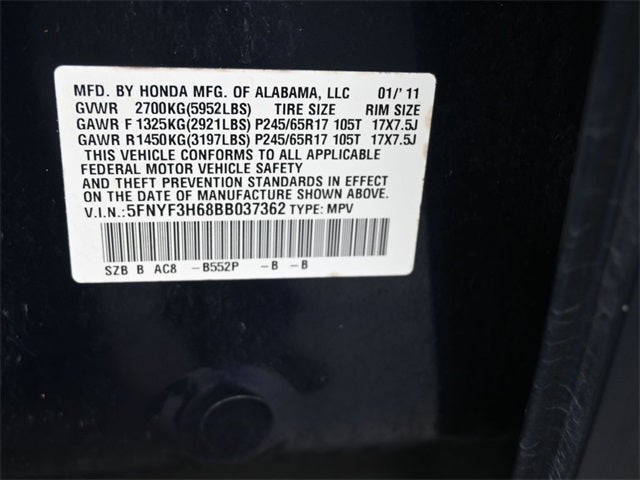 MFD. BY HONDA MFG. OF ALABAMA, LLC 01/'11
GVWR 2700KG(5952LBS) TIRE SIZE RIM SIZE
GAWR F 1325KG(2921LBS) P245/65R17 105T 17X7.5J
GAWR R 1450KG(3197LBS) P245/65R17 105T 17X7.5J
THIS VEHICLE CONFORMS TO ALL APPLICABLE
FEDERAL MOTOR VEHICLE SAFETY
AND THEFT PREVENTION STANDARDS IN EFFECT
ON THE DATE OF MANUFACTURE SHOWN ABOVE.
V.I.N.:5FNYF3H68BB037362 TYPE: MPV
SZB B AC8 -B552P -B -B